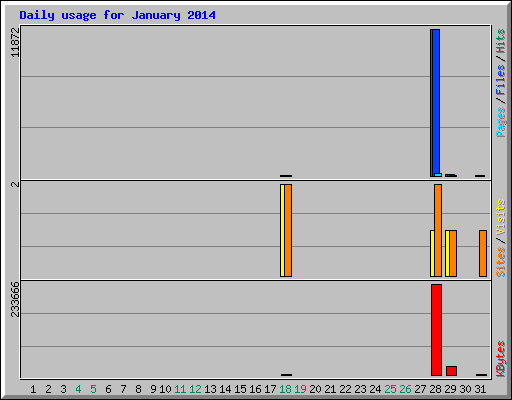 Daily usage for January 2014
11872
2
233666
Pages/Files/Hits
Sites/Visits
KBytes
1 2 3 4 5 6 7 8 9 10 11 12 13 14 15 16 17 18 19 20 21 22 23 24 25 26 27 28 29 30 31